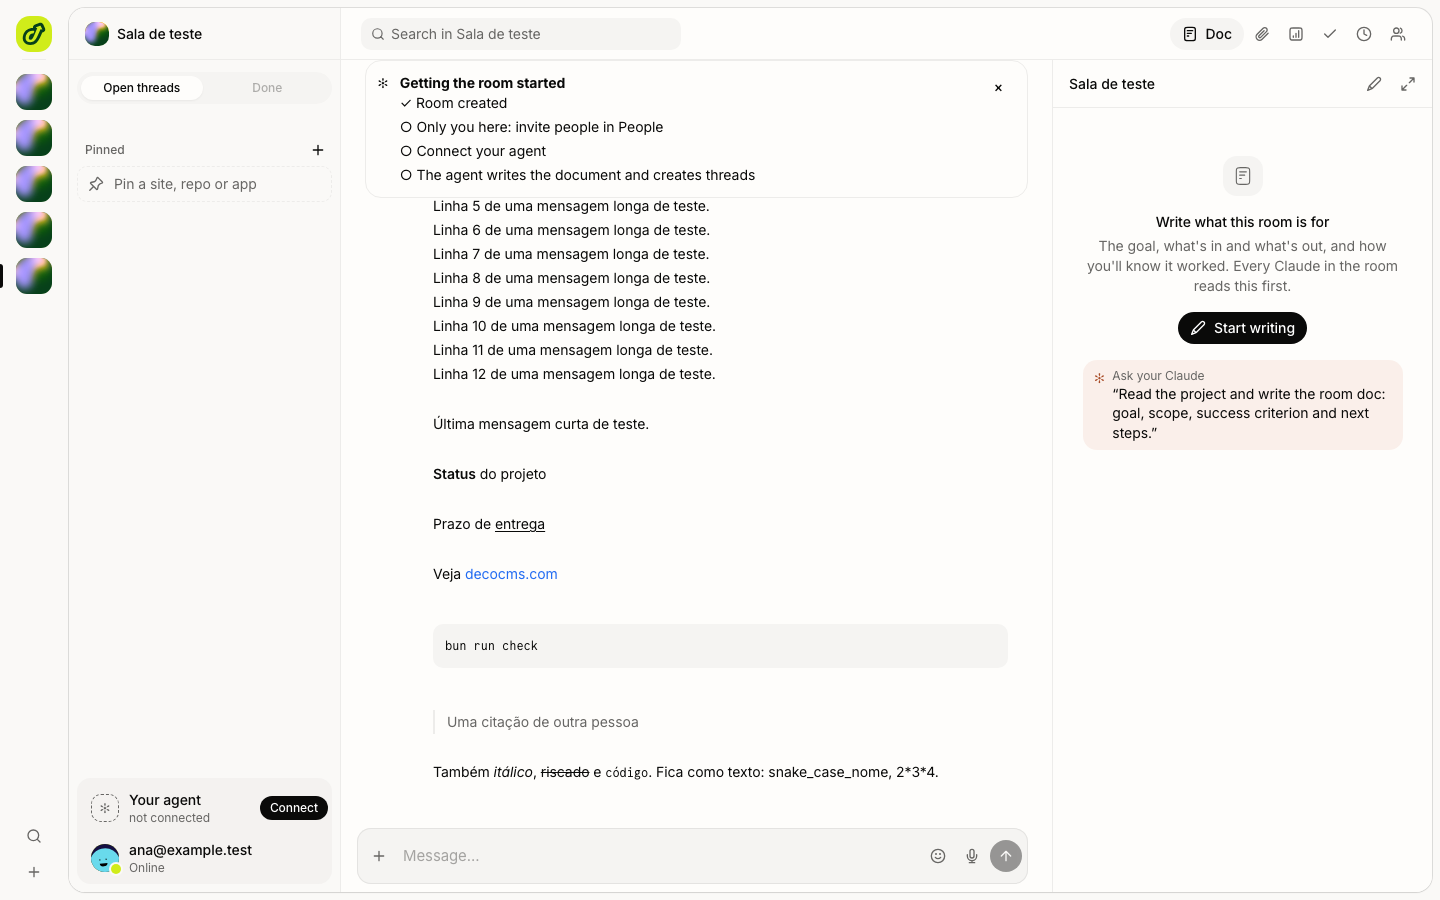 Sala de teste
Search in Sala de teste
Doc
Open threads
Done
Pinned
Pin a site, repo or app
Your agent
not connected
Connect
ana@example.test
Online
Getting the room started
Room created
Only you here: invite people in People
Connect your agent
The agent writes the document and creates threads
Linha 5 de uma mensagem longa de teste.
Linha 6 de uma mensagem longa de teste.
Linha 7 de uma mensagem longa de teste.
Linha 8 de uma mensagem longa de teste.
Linha 9 de uma mensagem longa de teste.
Linha 10 de uma mensagem longa de teste.
Linha 11 de uma mensagem longa de teste.
Linha 12 de uma mensagem longa de teste.
Última mensagem curta de teste.
Status do projeto
Prazo de entrega
Veja decocms.com
bun run check
Uma citação de outra pessoa
Também itálico, riscado e código. Fica como texto: snake_case_nome, 2*3*4.
Message...
Sala de teste
Write what this room is for
The goal, what's in and what's out, and how
you'll know it worked. Every Claude in the room
reads this first.
Start writing
Ask your Claude
“Read the project and write the room doc:
goal, scope, success criterion and next
steps.”